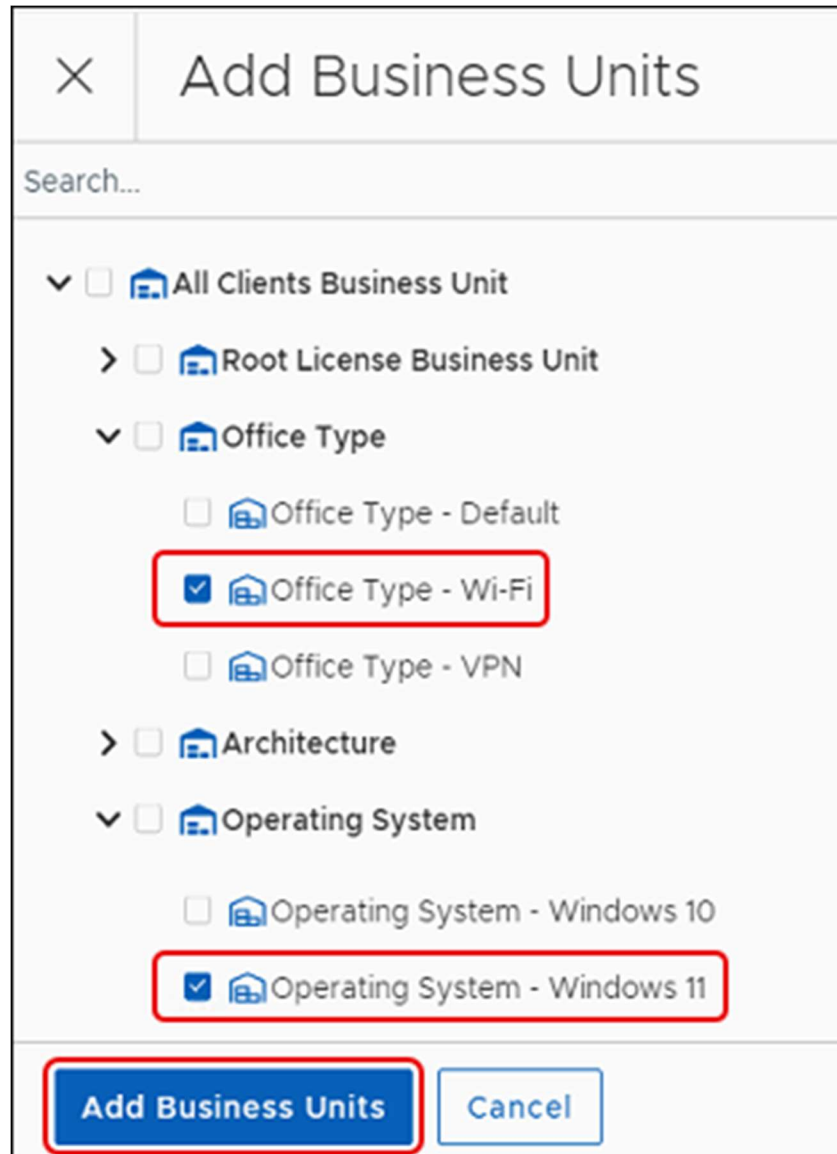 Add Business Units
Search...
All Clients Business Unit
Root License Business Unit
Office Type
Office Type - Default
Office Type - Wi-Fi
Office Type - VPN
Architecture
Operating System
Operating System - Windows 10
Operating System - Windows 11
Add Business Units
Cancel